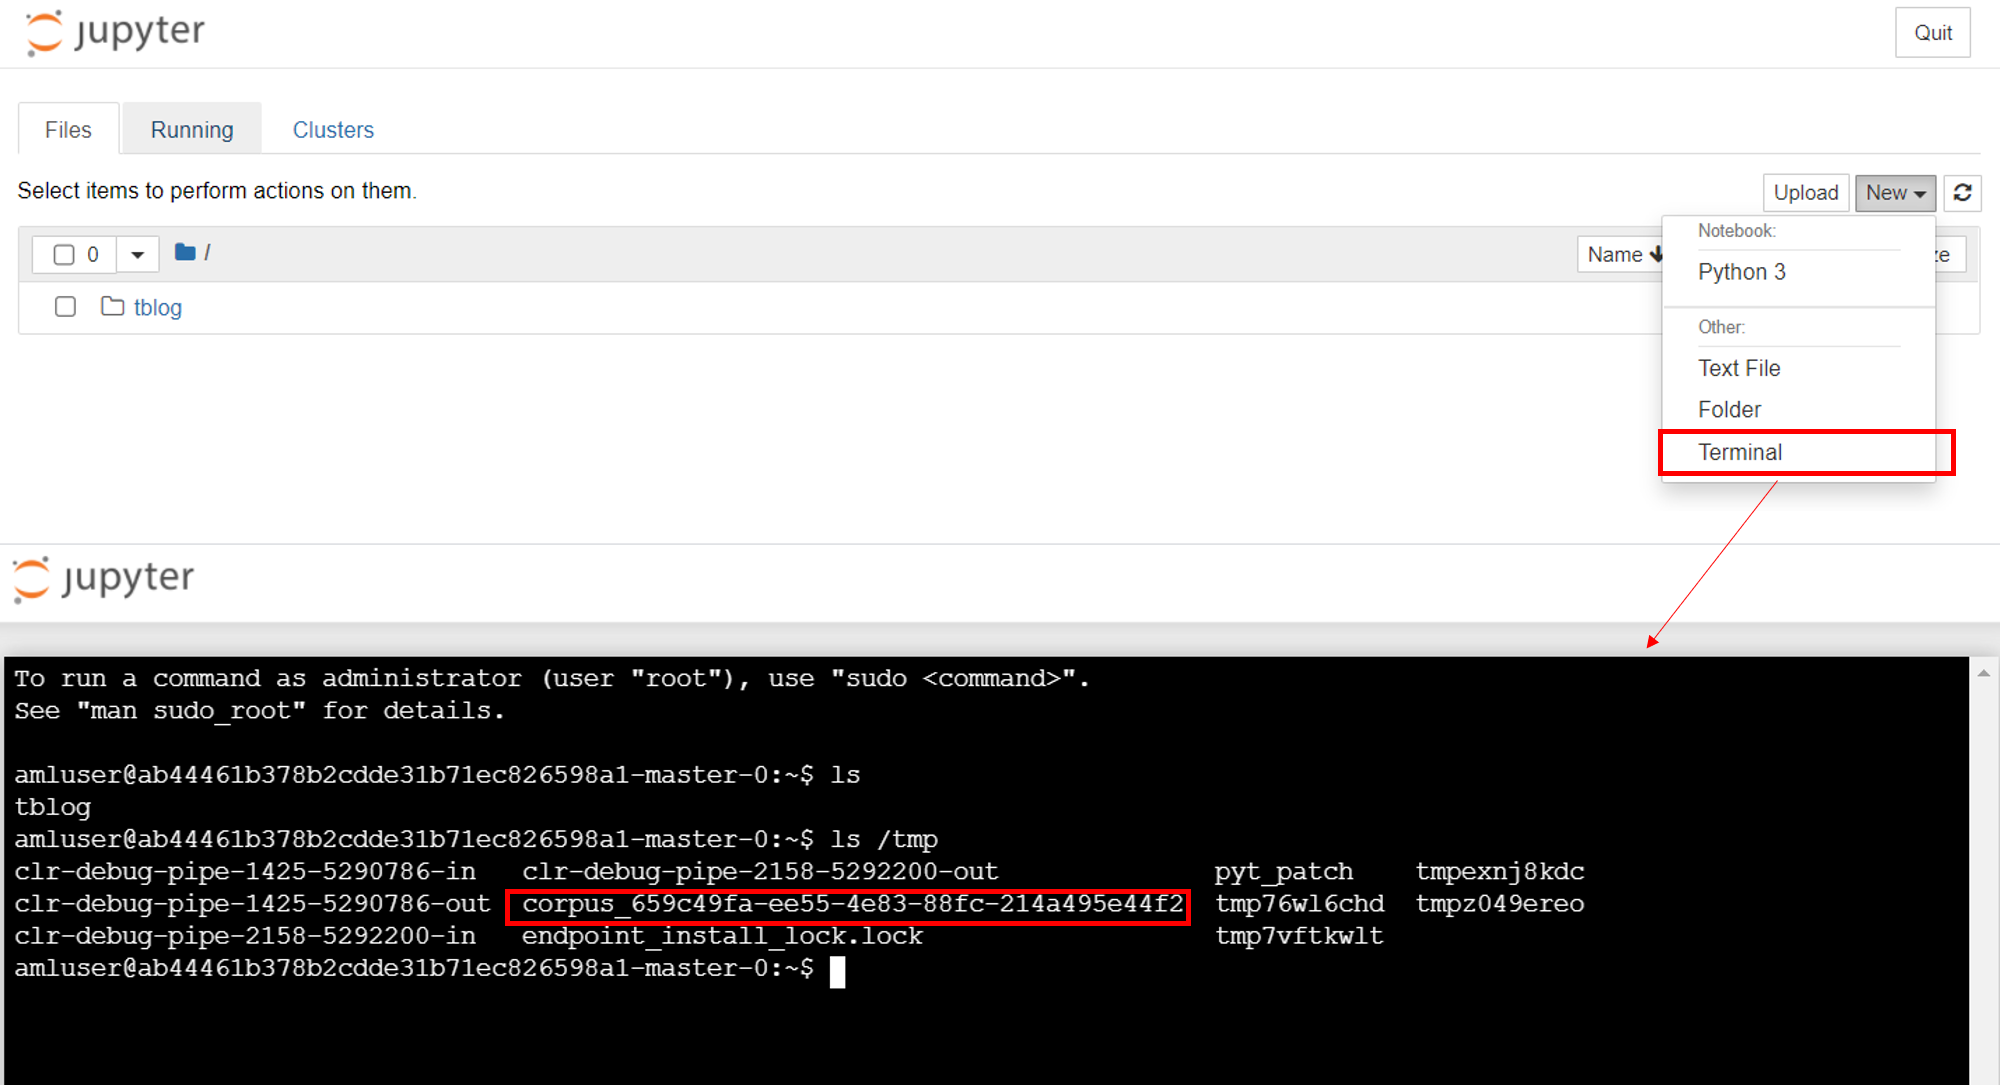 jupyter
Quit
Files Running Clusters
Select items to perform actions on them.
Upload New
0 / Name ze
Notebook:
Python 3
tblog
Other:
Text File
Folder
Terminal
jupyter
To run a command as administrator (user "root"), use "sudo <command>".
See "man sudo_root" for details.
amluser@ab44461b378b2cdde31b71ec826598a1-master-0:~$ ls
tblog
amluser@ab44461b378b2cdde31b71ec826598a1-master-0:~$ ls /tmp
clr-debug-pipe-1425-5290786-in clr-debug-pipe-2158-5292200-out pyt_patch tmpexnj8kdc
clr-debug-pipe-1425-5290786-out corpus_659c49fa-ee55-4e83-88fc-214a495e44f2 tmp76wl6chd tmpz049ereo
clr-debug-pipe-2158-5292200-in endpoint_install_lock.lock tmp7vftkwlt
amluser@ab44461b378b2cdde31b71ec826598a1-master-0:~$